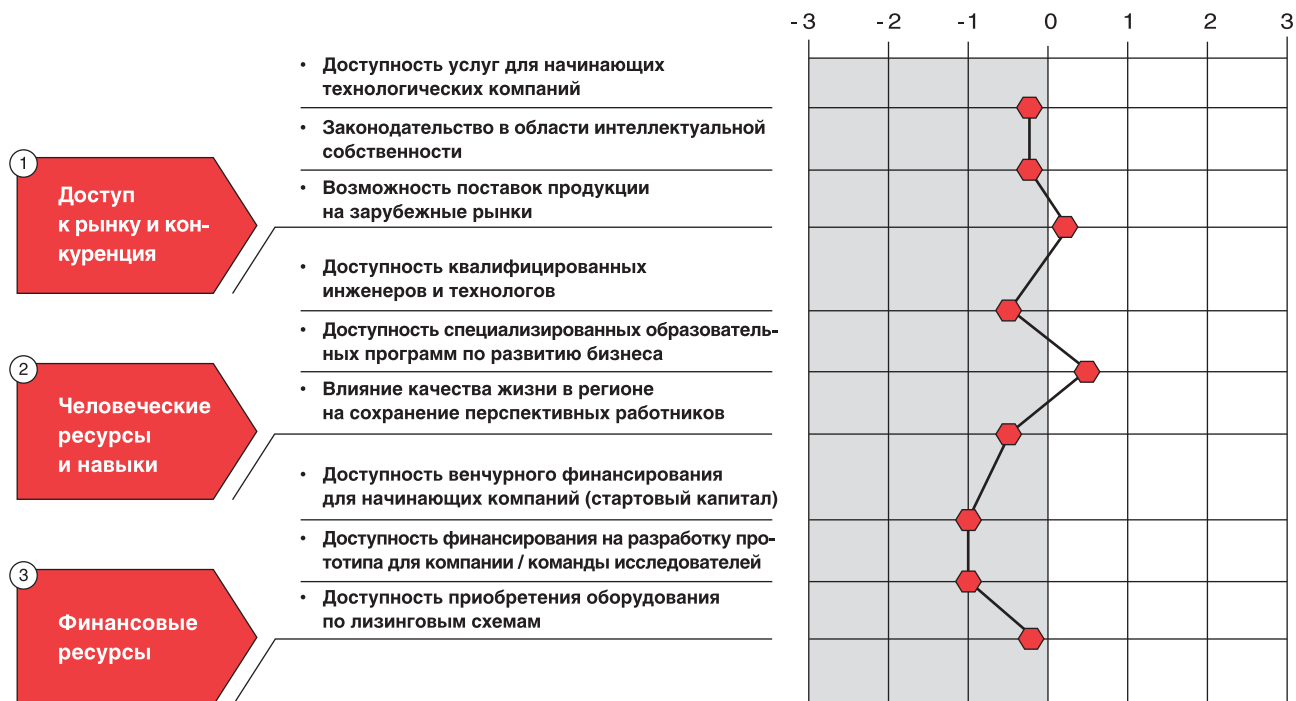 -3 -2 -1 0 1 2 3
• Доступность услуг для начинающих
технологических компаний
• Законодательство в области интеллектуальной
собственности
• Возможность поставок продукции
на зарубежные рынки
1
Доступ
к рынку и кон-
куренция
• Доступность квалифицированных
инженеров и технологов
• Доступность специализированных образователь-
ных программ по развитию бизнеса
• Влияние качества жизни в регионе
на сохранение перспективных работников
2
Человеческие
ресурсы
и навыки
• Доступность венчурного финансирования
для начинающих компаний (стартовый капитал)
• Доступность финансирования на разработку про-
тотипа для компании / команды исследователей
• Доступность приобретения оборудования
по лизинговым схемам
3
Финансовые
ресурсы